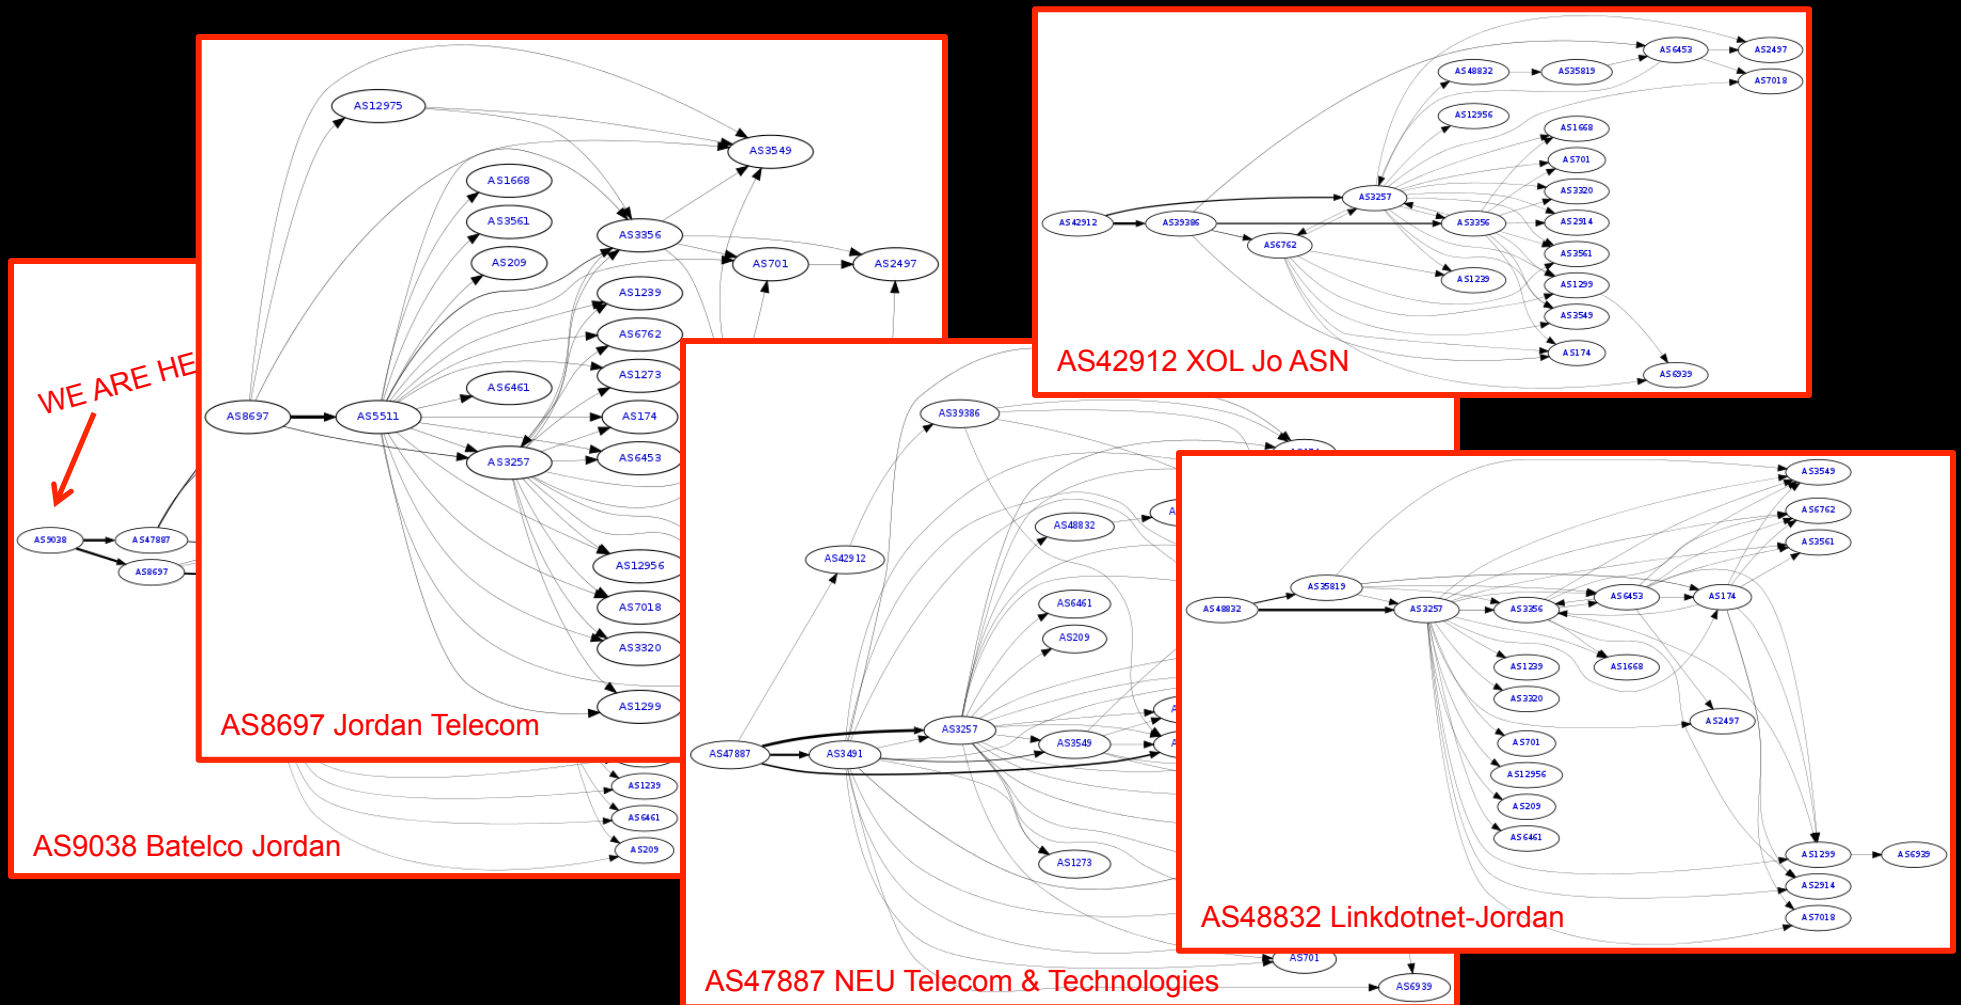 WE ARE HE
AS9038
AS47887
AS8697
AS1239
AS6461
AS209
AS9038 Batelco Jordan
AS12975
AS3549
AS1668
AS3561
AS3356
AS209
AS701
AS2497
AS1239
AS6762
AS1273
AS6461
AS8697
AS5511
AS174
AS3257
AS6453
AS12956
AS7018
AS3320
AS1299
AS8697 Jordan Telecom
AS39386
AS48832
AS42912
AS6461
AS209
AS3257
AS47887
AS3491
AS3549
AS1273
AS701
AS6939
AS47887 NEU Telecom & Technologies
AS6453
AS2497
AS48832
AS35819
AS7018
AS12956
AS1668
AS701
AS3257
AS3320
AS42912
AS39386
AS3356
AS2914
AS6762
AS3561
AS1239
AS1299
AS3549
AS174
AS6939
AS42912 XOL Jo ASN
AS3549
AS6762
AS3561
AS35819
AS48832
AS3257
AS3356
AS6453
AS174
AS1239
AS1668
AS3320
AS2497
AS701
AS12956
AS209
AS6461
AS1299
AS6939
AS2914
AS7018
AS48832 Linkdotnet-Jordan